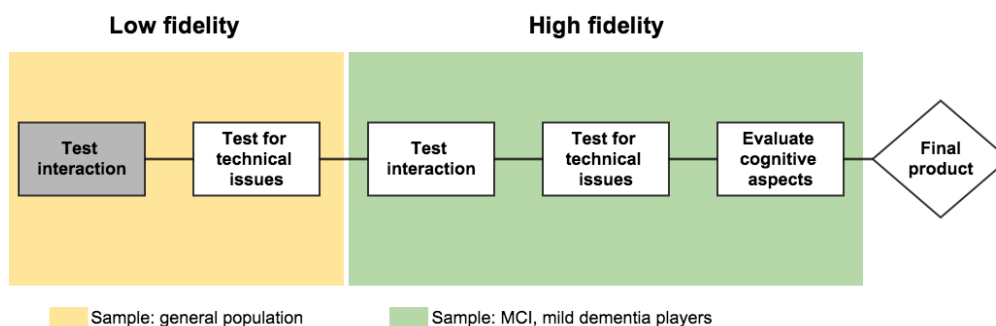 Low fidelity
High fidelity
Test
interaction
Test for
technical
issues
Test
interaction
Test for
technical
issues
Evaluate
cognitive
aspects
Final
product
Sample: general population
Sample: MCI, mild dementia players